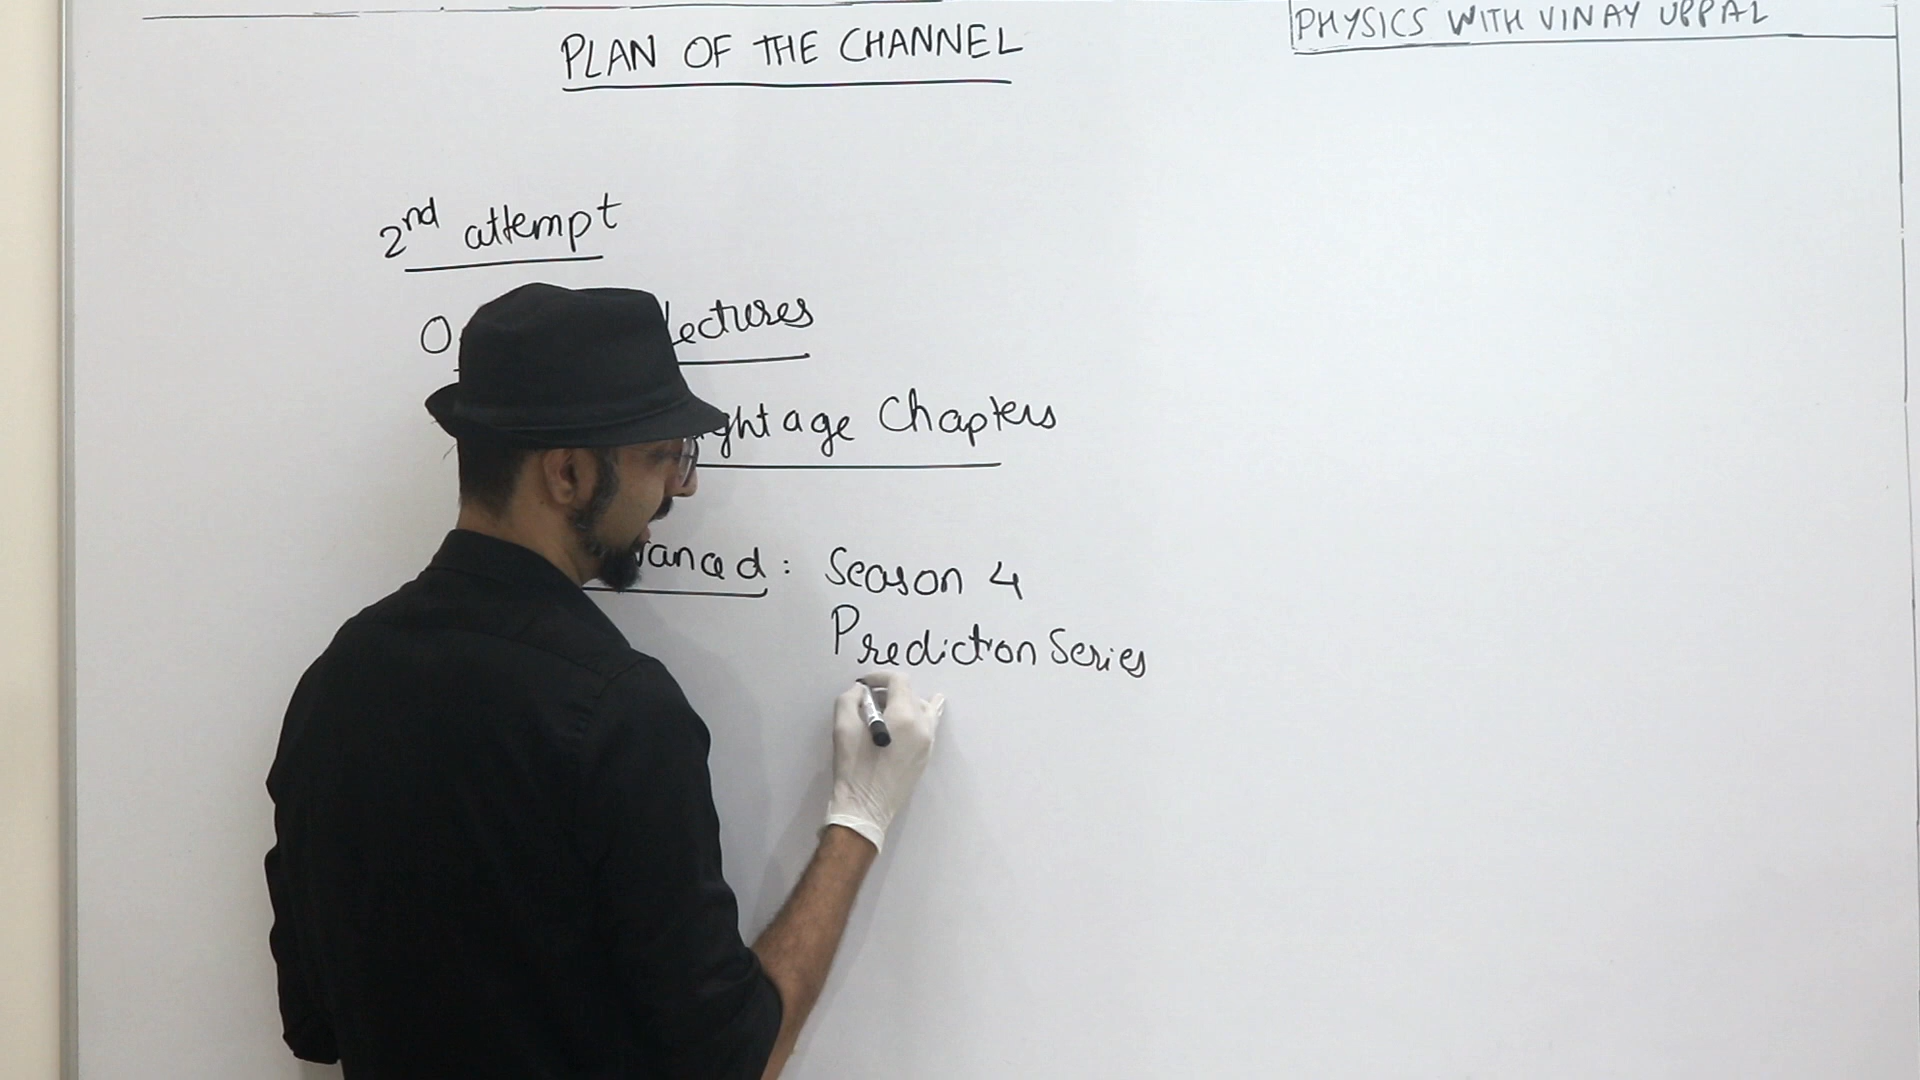 PHYSICS WITH VINAY UPPAL
PLAN OF THE CHANNEL
2nd attempt
lectures
Chapters
: Season 4
Prediction Series